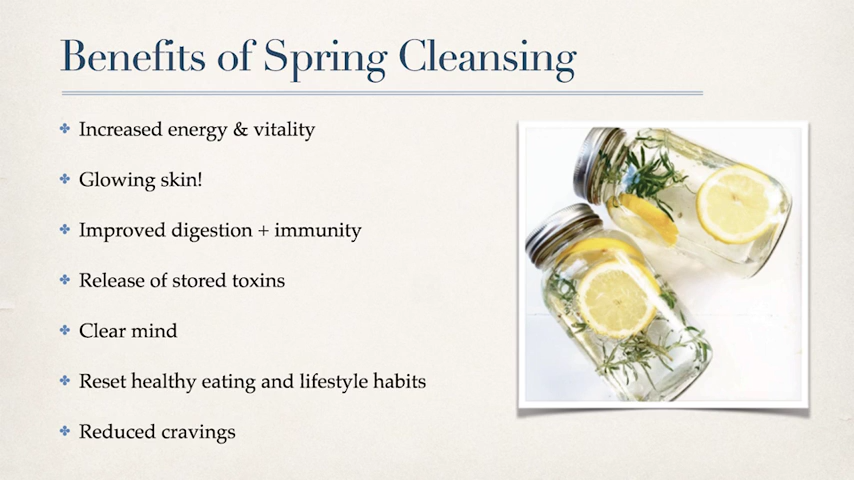 Benefits of Spring Cleansing
Increased energy & vitality
Glowing skin!
Improved digestion + immunity
Release of stored toxins
Clear mind
Reset healthy eating and lifestyle habits
Reduced cravings